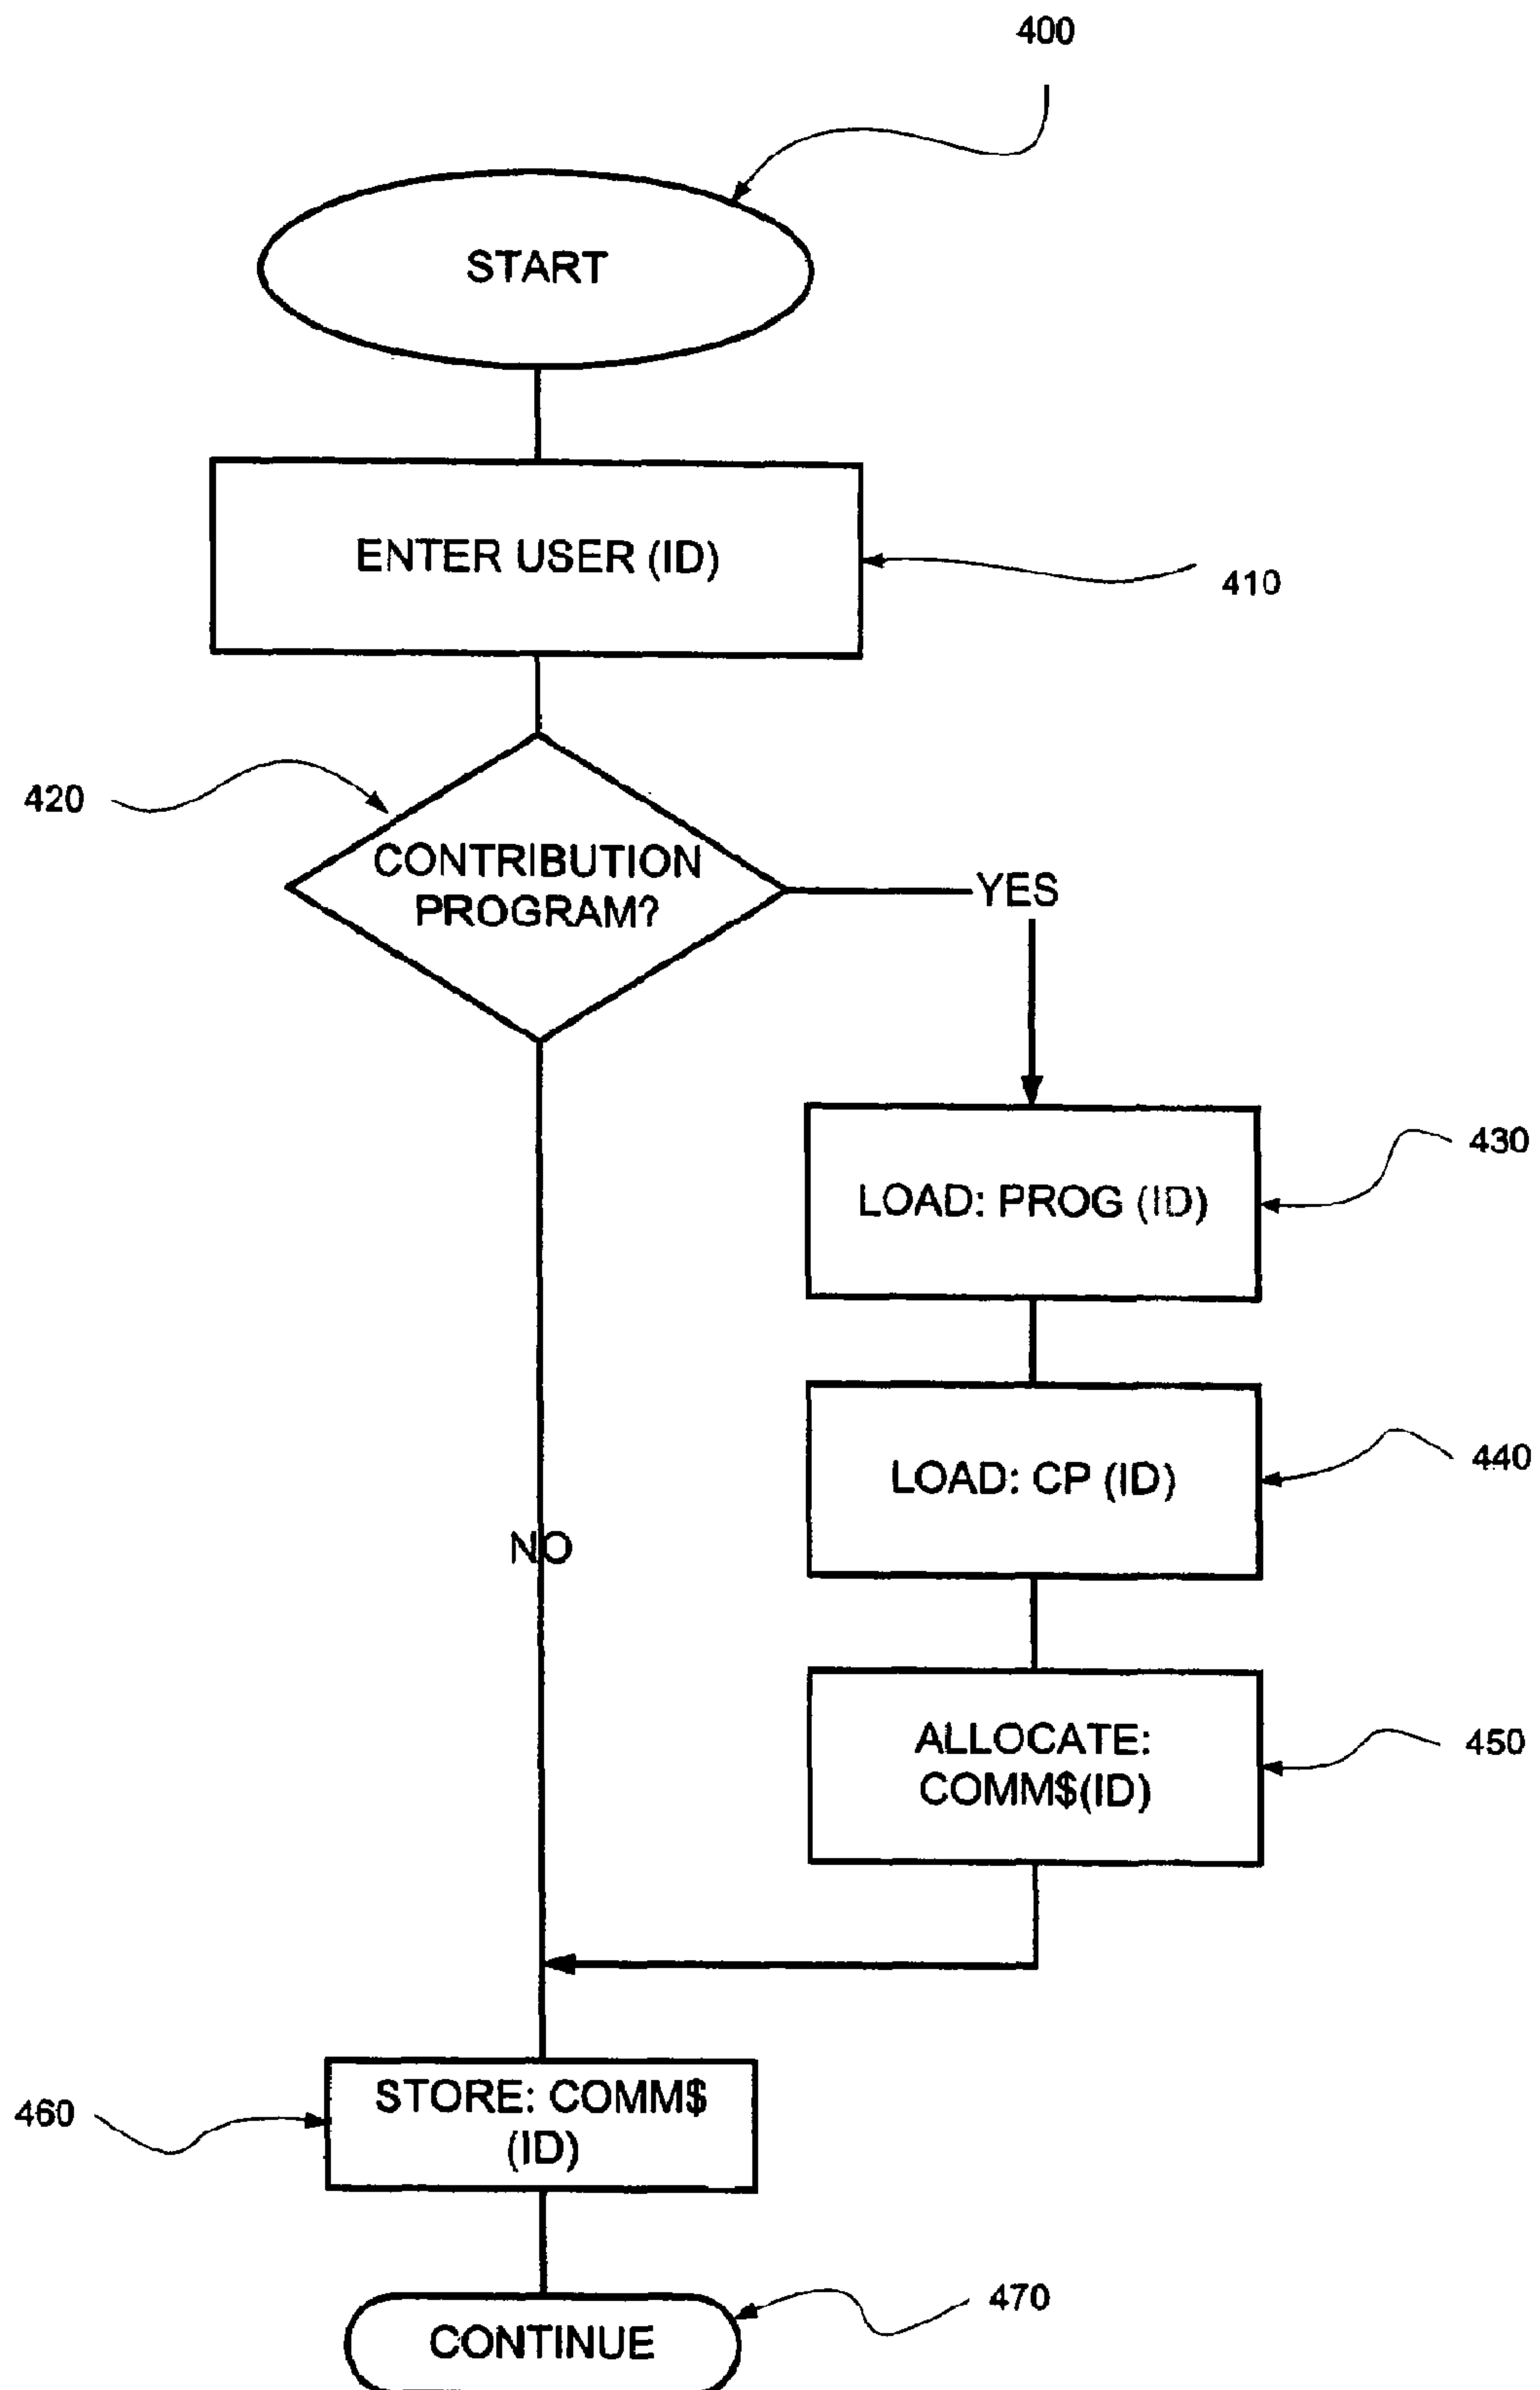 400
START
ENTER USER (ID)
410
420
CONTRIBUTION
PROGRAM?
YES
LOAD: PROG (ID)
430
LOAD: CP (ID)
440
NO
ALLOCATE:
COMM$(ID)
450
STORE: COMM$
(ID)
460
CONTINUE
470